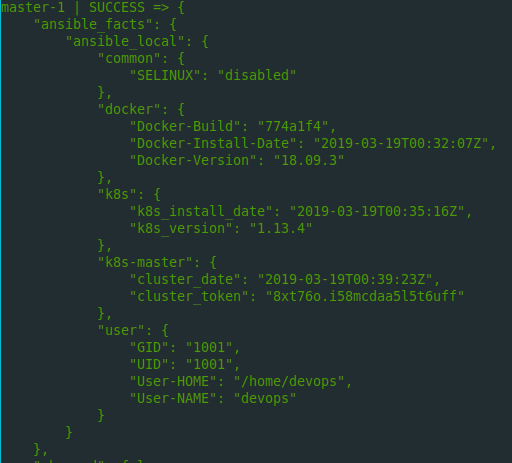 master-1 | SUCCESS => {
    "ansible_facts": {
        "ansible_local": {
            "common": {
                "SELINUX": "disabled"
            },
            "docker": {
                "Docker-Build": "774a1f4",
                "Docker-Install-Date": "2019-03-19T00:32:07Z",
                "Docker-Version": "18.09.3"
            },
            "k8s": {
                "k8s_install_date": "2019-03-19T00:35:16Z",
                "k8s_version": "1.13.4"
            },
            "k8s-master": {
                "cluster_date": "2019-03-19T00:39:23Z",
                "cluster_token": "8xt76o.i58mcdaa5l5t6uff"
            },
            "user": {
                "GID": "1001",
                "UID": "1001",
                "User-HOME": "/home/devops",
                "User-NAME": "devops"
            }
        }
    },